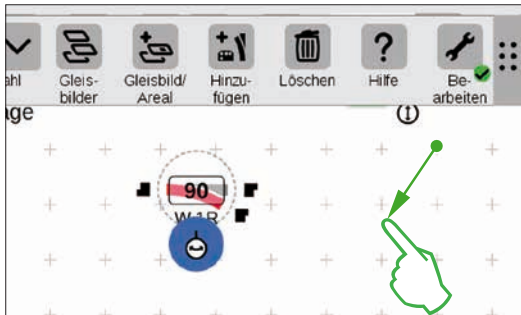 ahl
Gleis-
bilder
Gleisbild/
Areal
Hinzu-
fügen
Löschen
?
Hilfe
Be-
arbeiten
age
90
W 1R